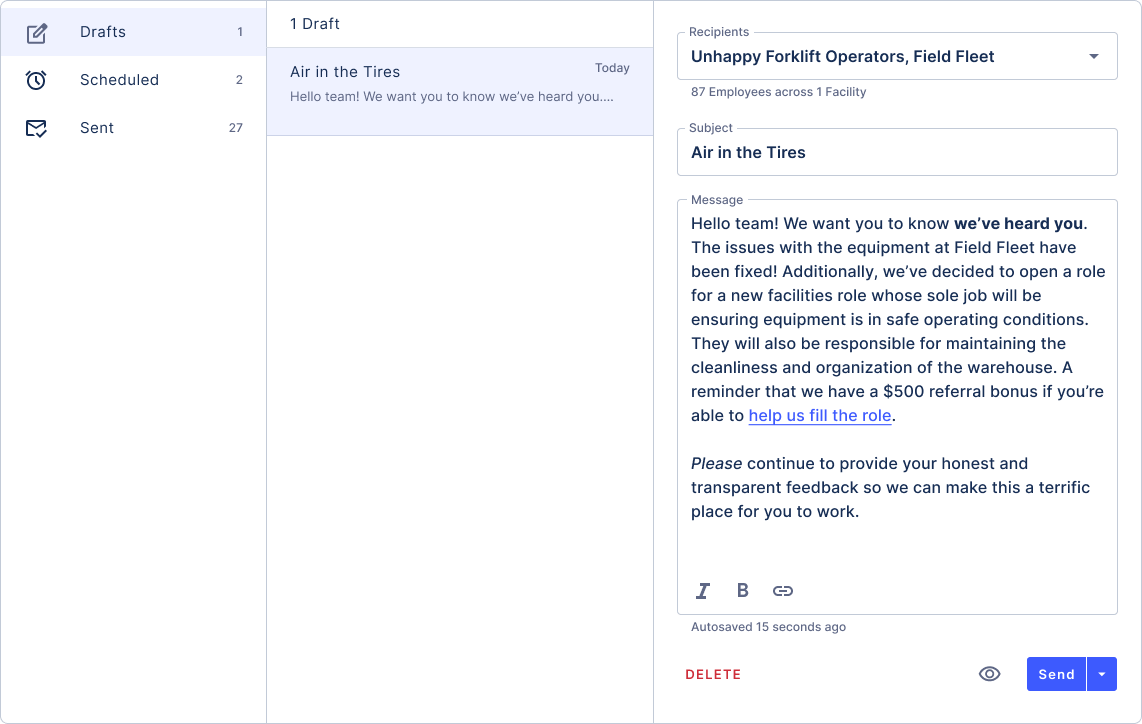 Drafts 1
Scheduled 2
Sent 27
1 Draft
Air in the Tires Today
Hello team! We want you to know we’ve heard you....
Recipients
Unhappy Forklift Operators, Field Fleet
87 Employees across 1 Facility
Subject
Air in the Tires
Message
Hello team! We want you to know we’ve heard you.
The issues with the equipment at Field Fleet have
been fixed! Additionally, we’ve decided to open a role
for a new facilities role whose sole job will be
ensuring equipment is in safe operating conditions.
They will also be responsible for maintaining the
cleanliness and organization of the warehouse. A
reminder that we have a $500 referral bonus if you’re
able to help us fill the role.
Please continue to provide your honest and
transparent feedback so we can make this a terrific
place for you to work.
I B
Autosaved 15 seconds ago
DELETE Send